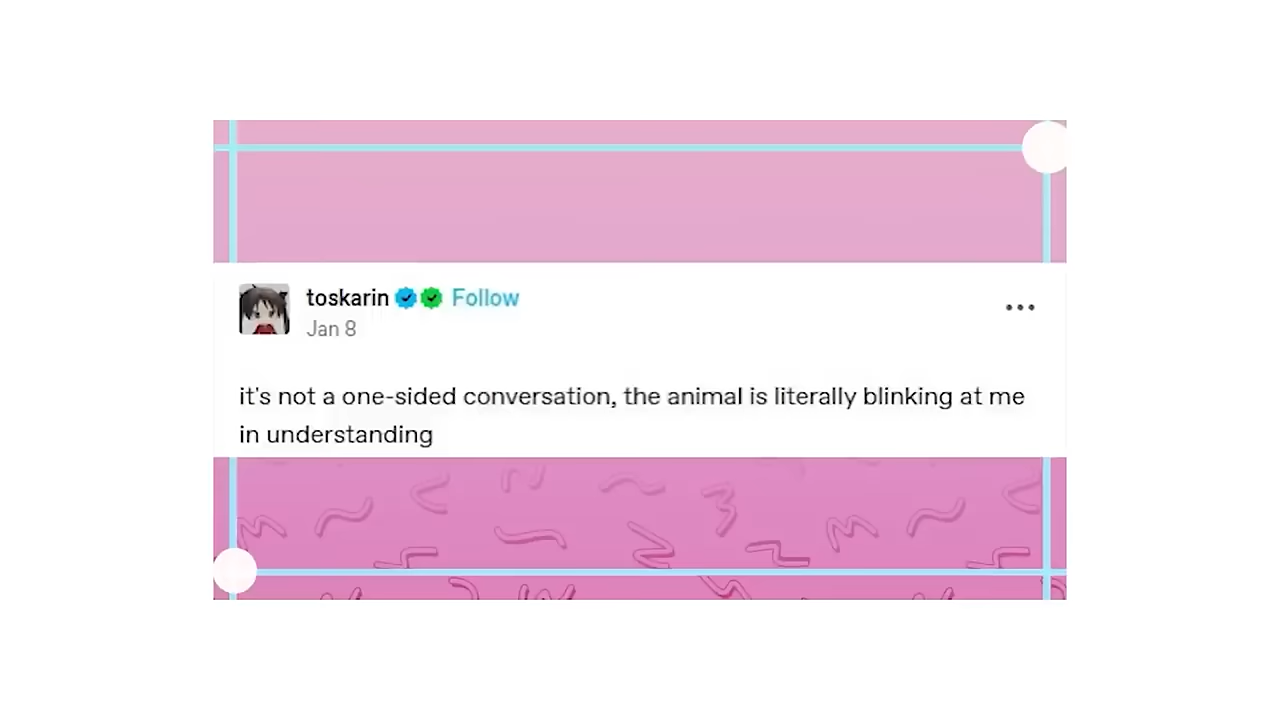 toskarin Follow
Jan 8
it's not a one-sided conversation, the animal is literally blinking at me
in understanding